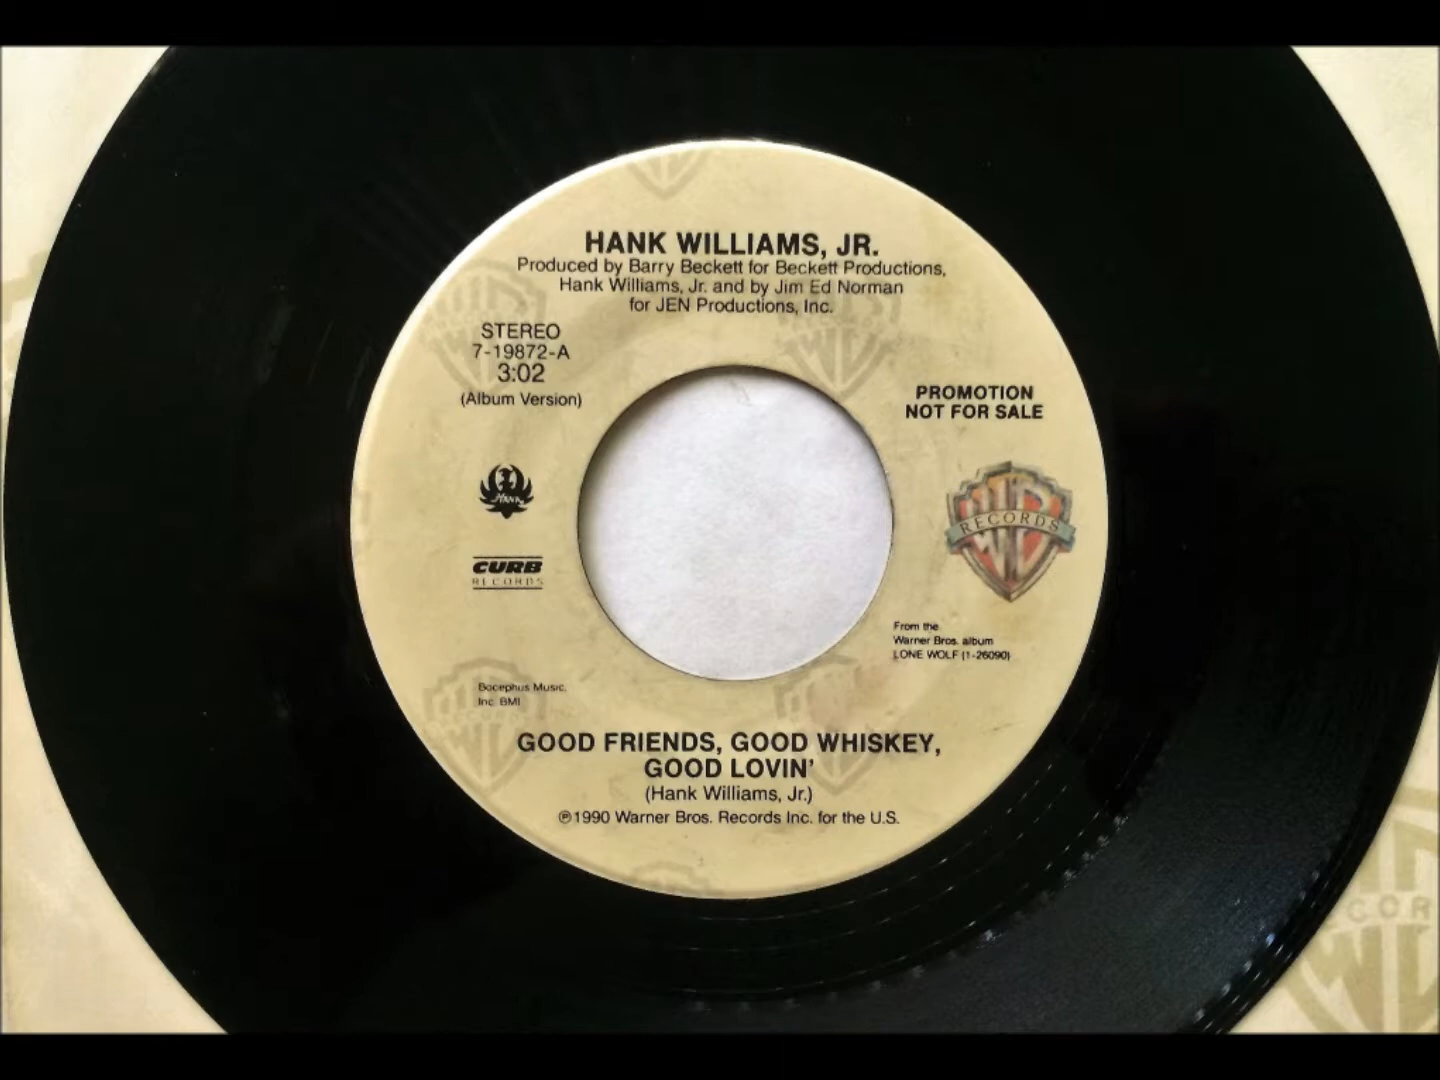 HANK WILLIAMS, JR.
Produced by Barry Beckett for Beckett Productions,
Hank Williams, Jr. and by Jim Ed Norman
for JEN Productions, Inc.
STEREO
7-19872-A
3:02
(Album Version)
PROMOTION
NOT FOR SALE
HANK
CURB
RECORDS
RECORDS
From the
Warner Bros. album
LONE WOLF (1-26090)
Bocephus Music,
Inc. BMI
GOOD FRIENDS, GOOD WHISKEY,
GOOD LOVIN'
(Hank Williams, Jr.)
℗1990 Warner Bros. Records Inc. for the U.S.